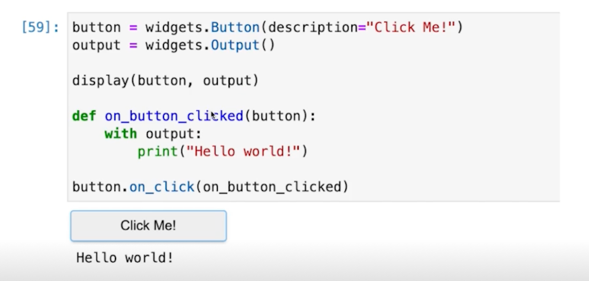 [59]: button = widgets.Button(description="Click Me!")
output = widgets.Output()
display(button, output)
def on_button_clicked(button):
with output:
print("Hello world!")
button.on_click(on_button_clicked)
Click Me!
Hello world!